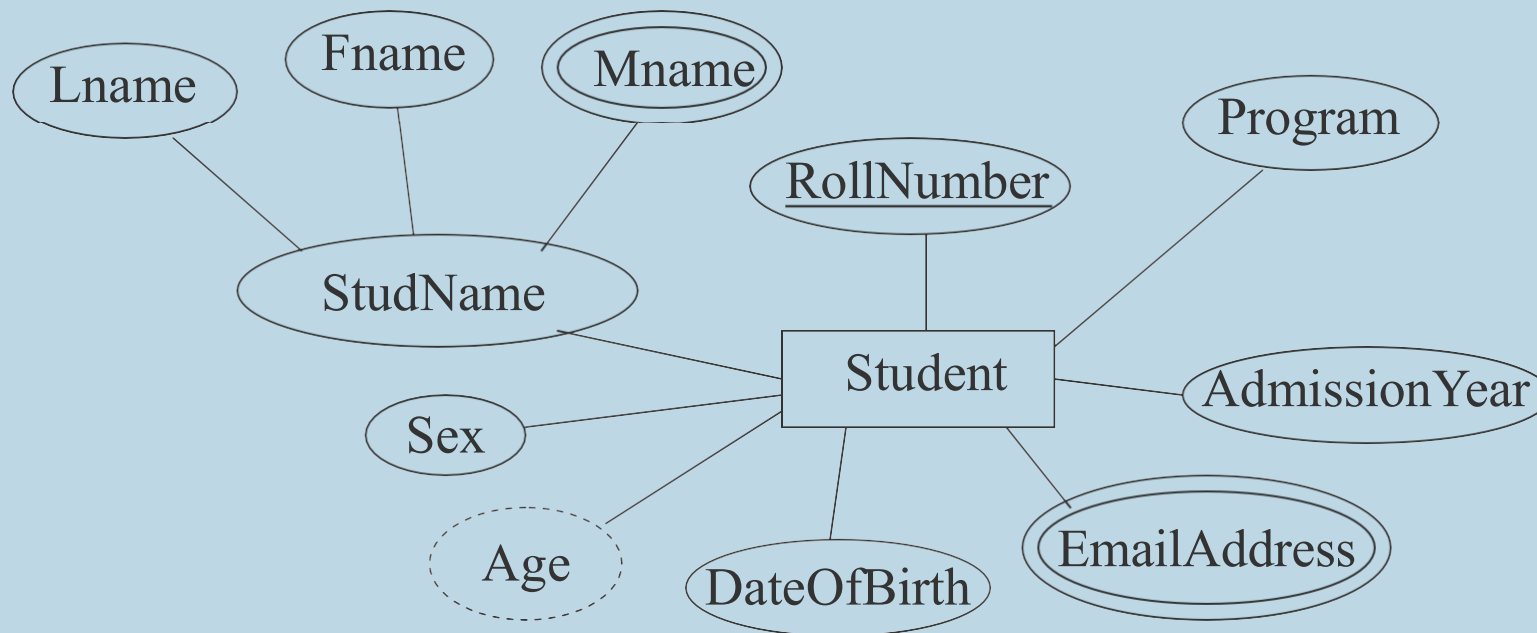 Lname
Fname
Mname
Program
RollNumber
StudName
Student
AdmissionYear
Sex
Age
DateOfBirth
EmailAddress